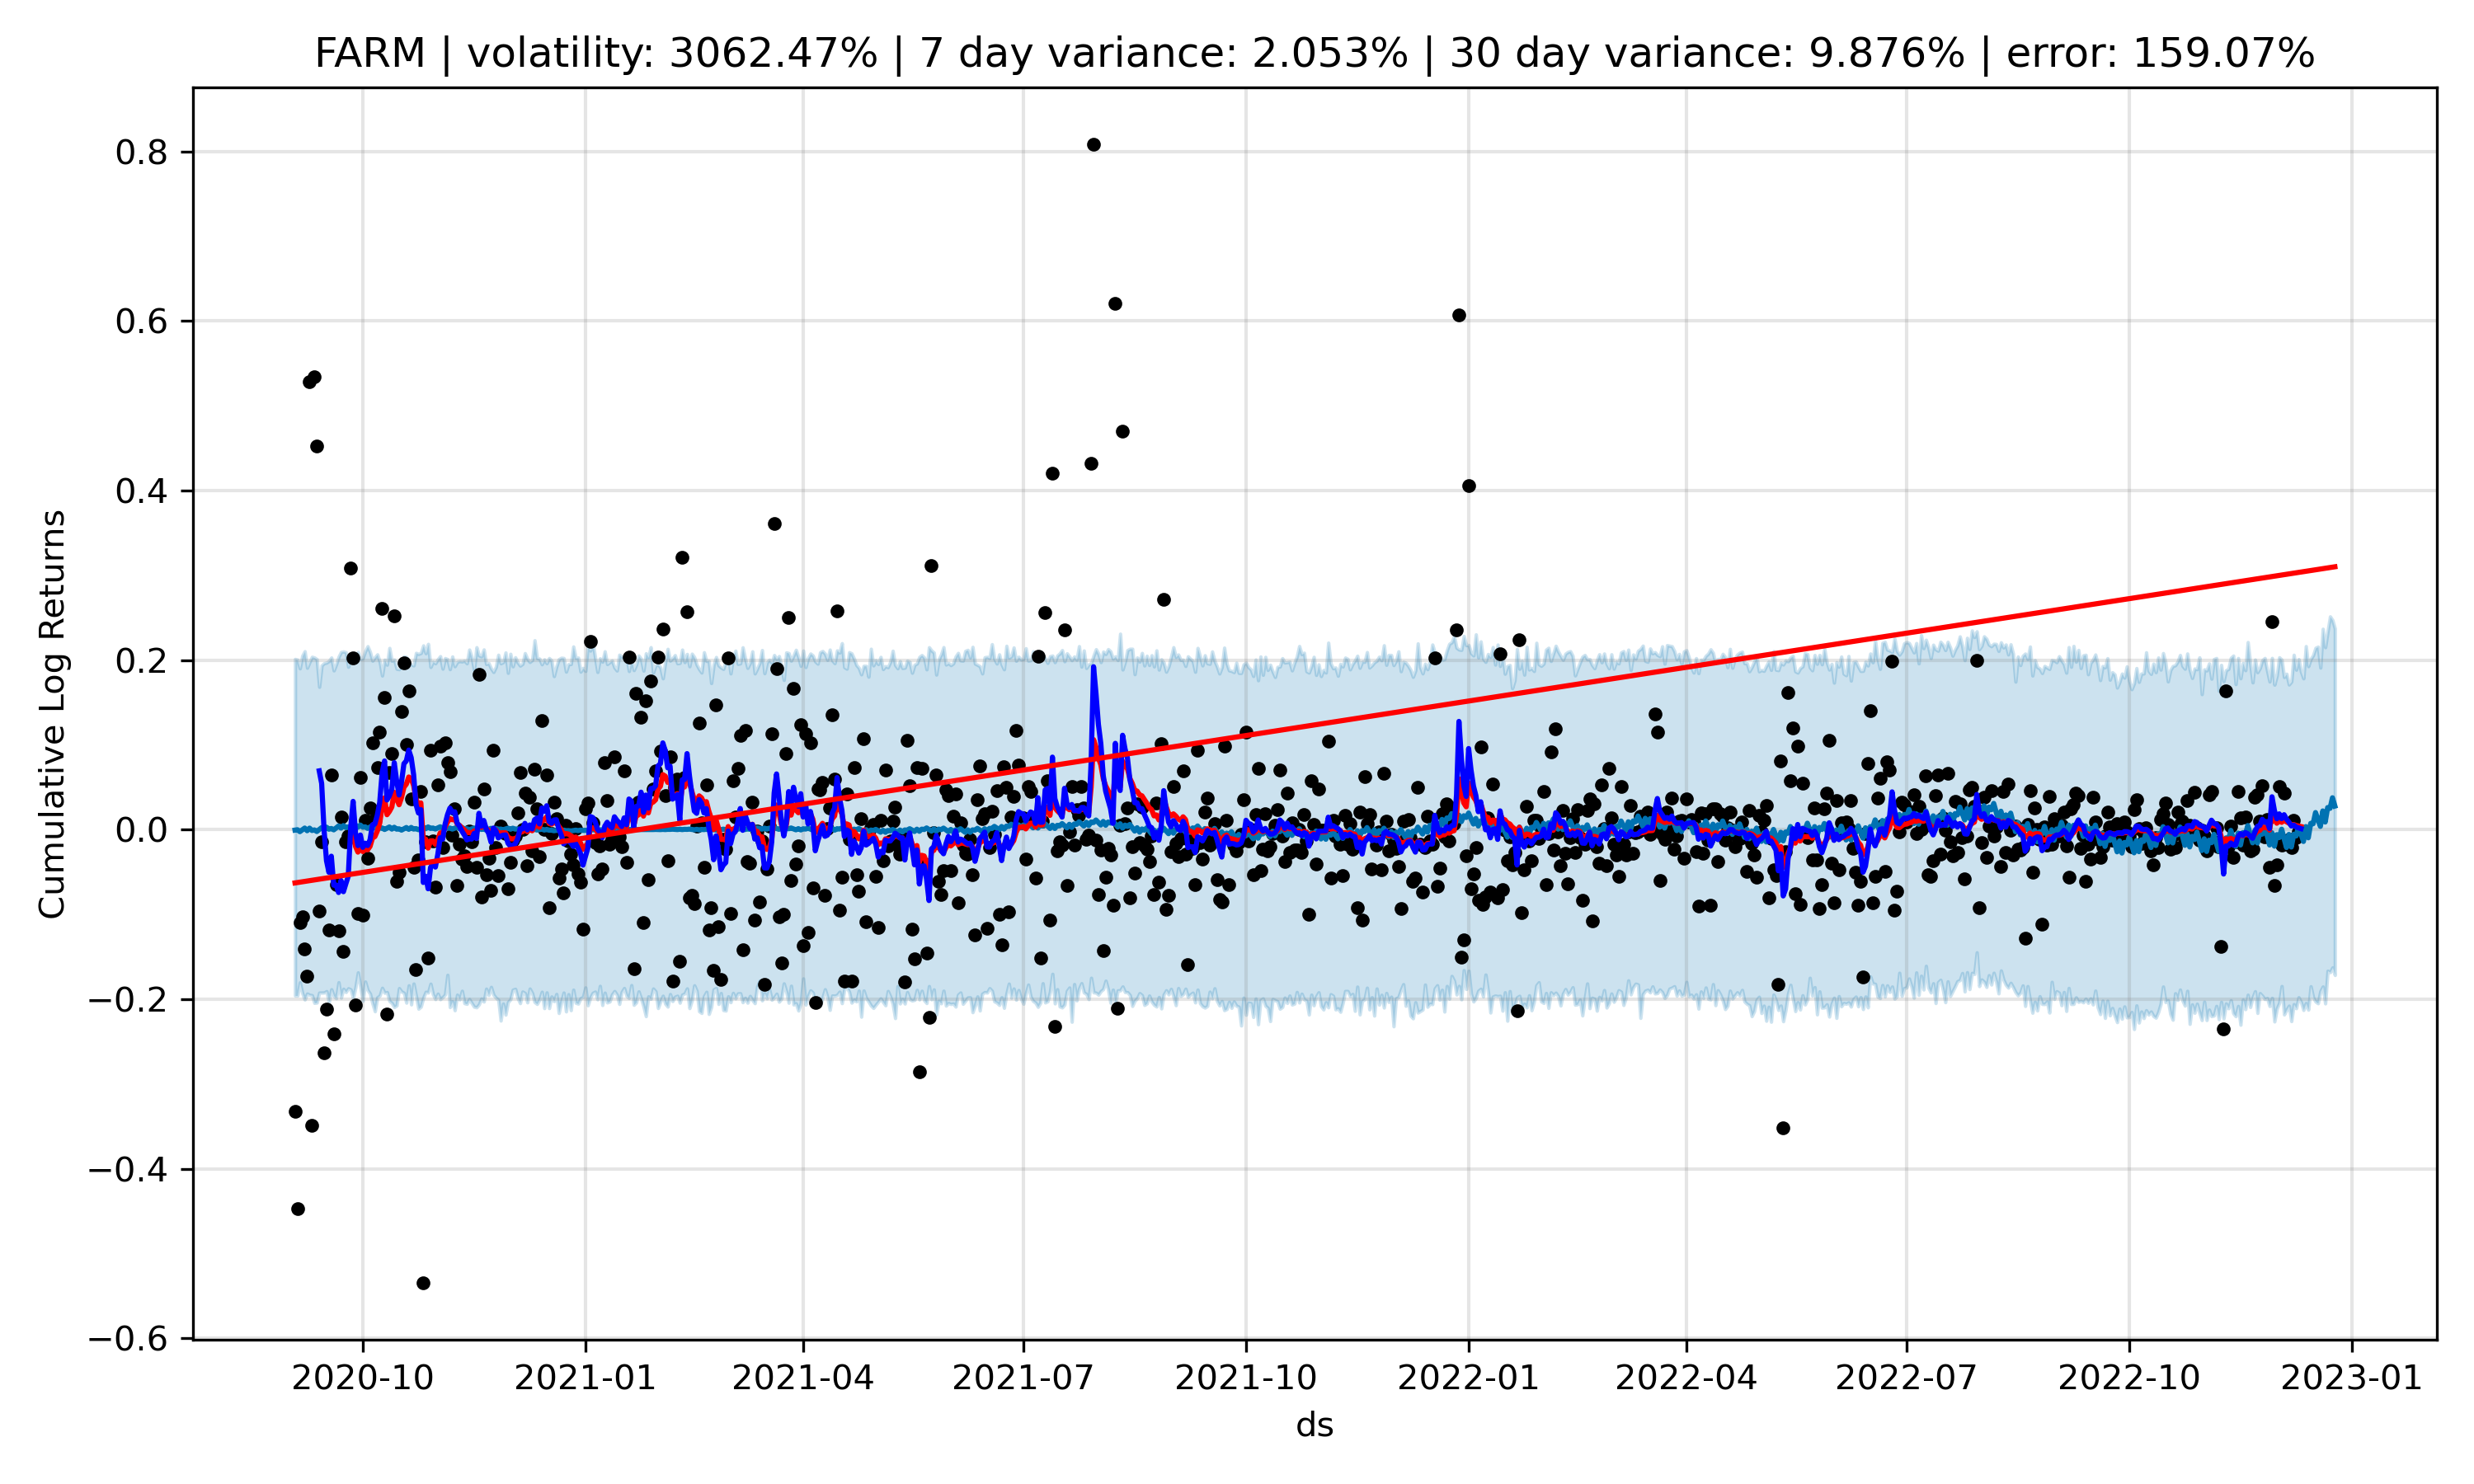 FARM | volatility: 3062.47% | 7 day variance: 2.053% | 30 day variance: 9.876% | error: 159.07%
Cumulative Log Returns
0.8
0.6
0.4
0.2
0.0
−0.2
−0.4
−0.6
2020-10 2021-01 2021-04 2021-07 2021-10 2022-01 2022-04 2022-07 2022-10 2023-01
ds